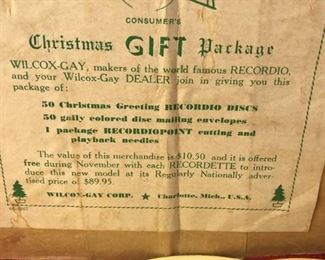 CONSUMER'S
Christmas GIFT Package
WILCOX-GAY, makers of the world famous RECORDIO,
and your Wilcox-Gay DEALER join in giving you this
package of:
50 Christmas Greeting RECORDIO DISCS
50 gaily colored disc mailing envelopes
1 package RECORDIOPOINT cutting and
playback needles
The value of this merchandise is $10.50 and it is offered
free during November with each RECORDETTE to intro-
duce this new model at its Regularly Nationally adver-
tised price of $89.95.
WILCOX-GAY CORP. ★ Charlotte, Mich., U.S.A.